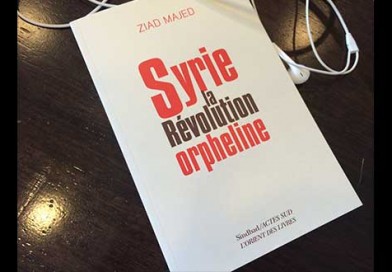 ZIAD MAJED
Syrie
la
Révolution
orpheline
Sindbad/ACTES SUD
L'ORIENT DES LIVRES